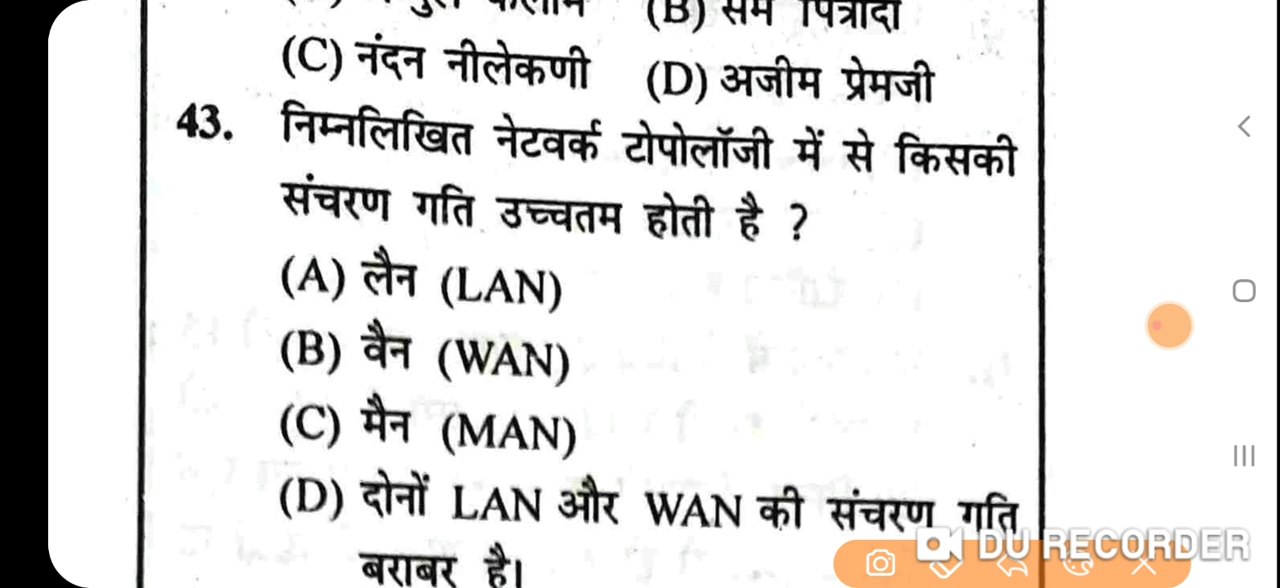 (B) सैम पित्रोदा
(C) नंदन नीलेकणी (D) अजीम प्रेमजी
43. निम्नलिखित नेटवर्क टोपोलॉजी में से किसकी
संचरण गति उच्चतम होती है ?
(A) लैन (LAN)
(B) वैन (WAN)
(C) मैन (MAN)
(D) दोनों LAN और WAN की संचरण गति
बराबर है।
DU RECORDER